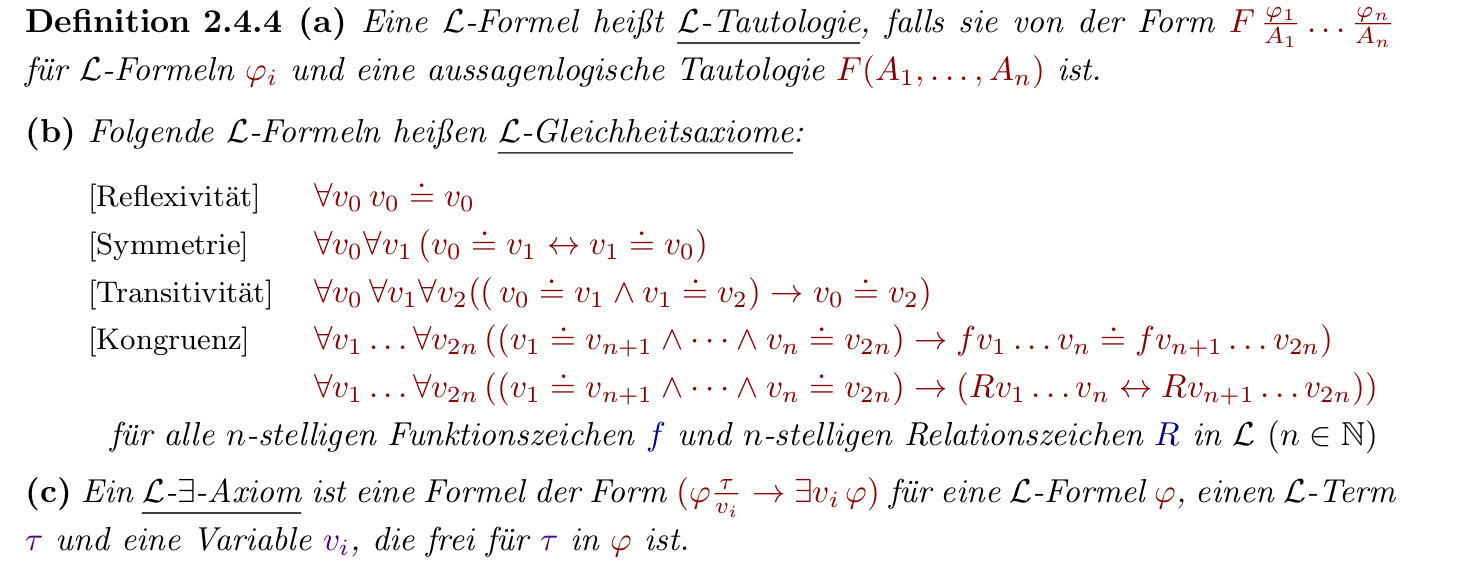 Definition 2.4.4 (a) Eine ℒ-Formel heißt ℒ-Tautologie, falls sie von der Form F φ₁/A₁ … φₙ/Aₙ
für ℒ-Formeln φᵢ und eine aussagenlogische Tautologie F(A₁, …, Aₙ) ist.
(b) Folgende ℒ-Formeln heißen ℒ-Gleichheitsaxiome:
[Reflexivität] ∀v₀ v₀ ≐ v₀
[Symmetrie] ∀v₀∀v₁ (v₀ ≐ v₁ ↔ v₁ ≐ v₀)
[Transitivität] ∀v₀ ∀v₁∀v₂(( v₀ ≐ v₁ ∧ v₁ ≐ v₂) → v₀ ≐ v₂)
[Kongruenz] ∀v₁ … ∀v₂ₙ ((v₁ ≐ vₙ₊₁ ∧ ⋯ ∧ vₙ ≐ v₂ₙ) → fv₁ … vₙ ≐ fvₙ₊₁ … v₂ₙ)
∀v₁ … ∀v₂ₙ ((v₁ ≐ vₙ₊₁ ∧ ⋯ ∧ vₙ ≐ v₂ₙ) → (Rv₁ … vₙ ↔ Rvₙ₊₁ … v₂ₙ))
für alle n-stelligen Funktionszeichen f und n-stelligen Relationszeichen R in ℒ (n ∈ ℕ)
(c) Ein ℒ-∃-Axiom ist eine Formel der Form (φ τ/vᵢ → ∃vᵢ φ) für eine ℒ-Formel φ, einen ℒ-Term
τ und eine Variable vᵢ, die frei für τ in φ ist.